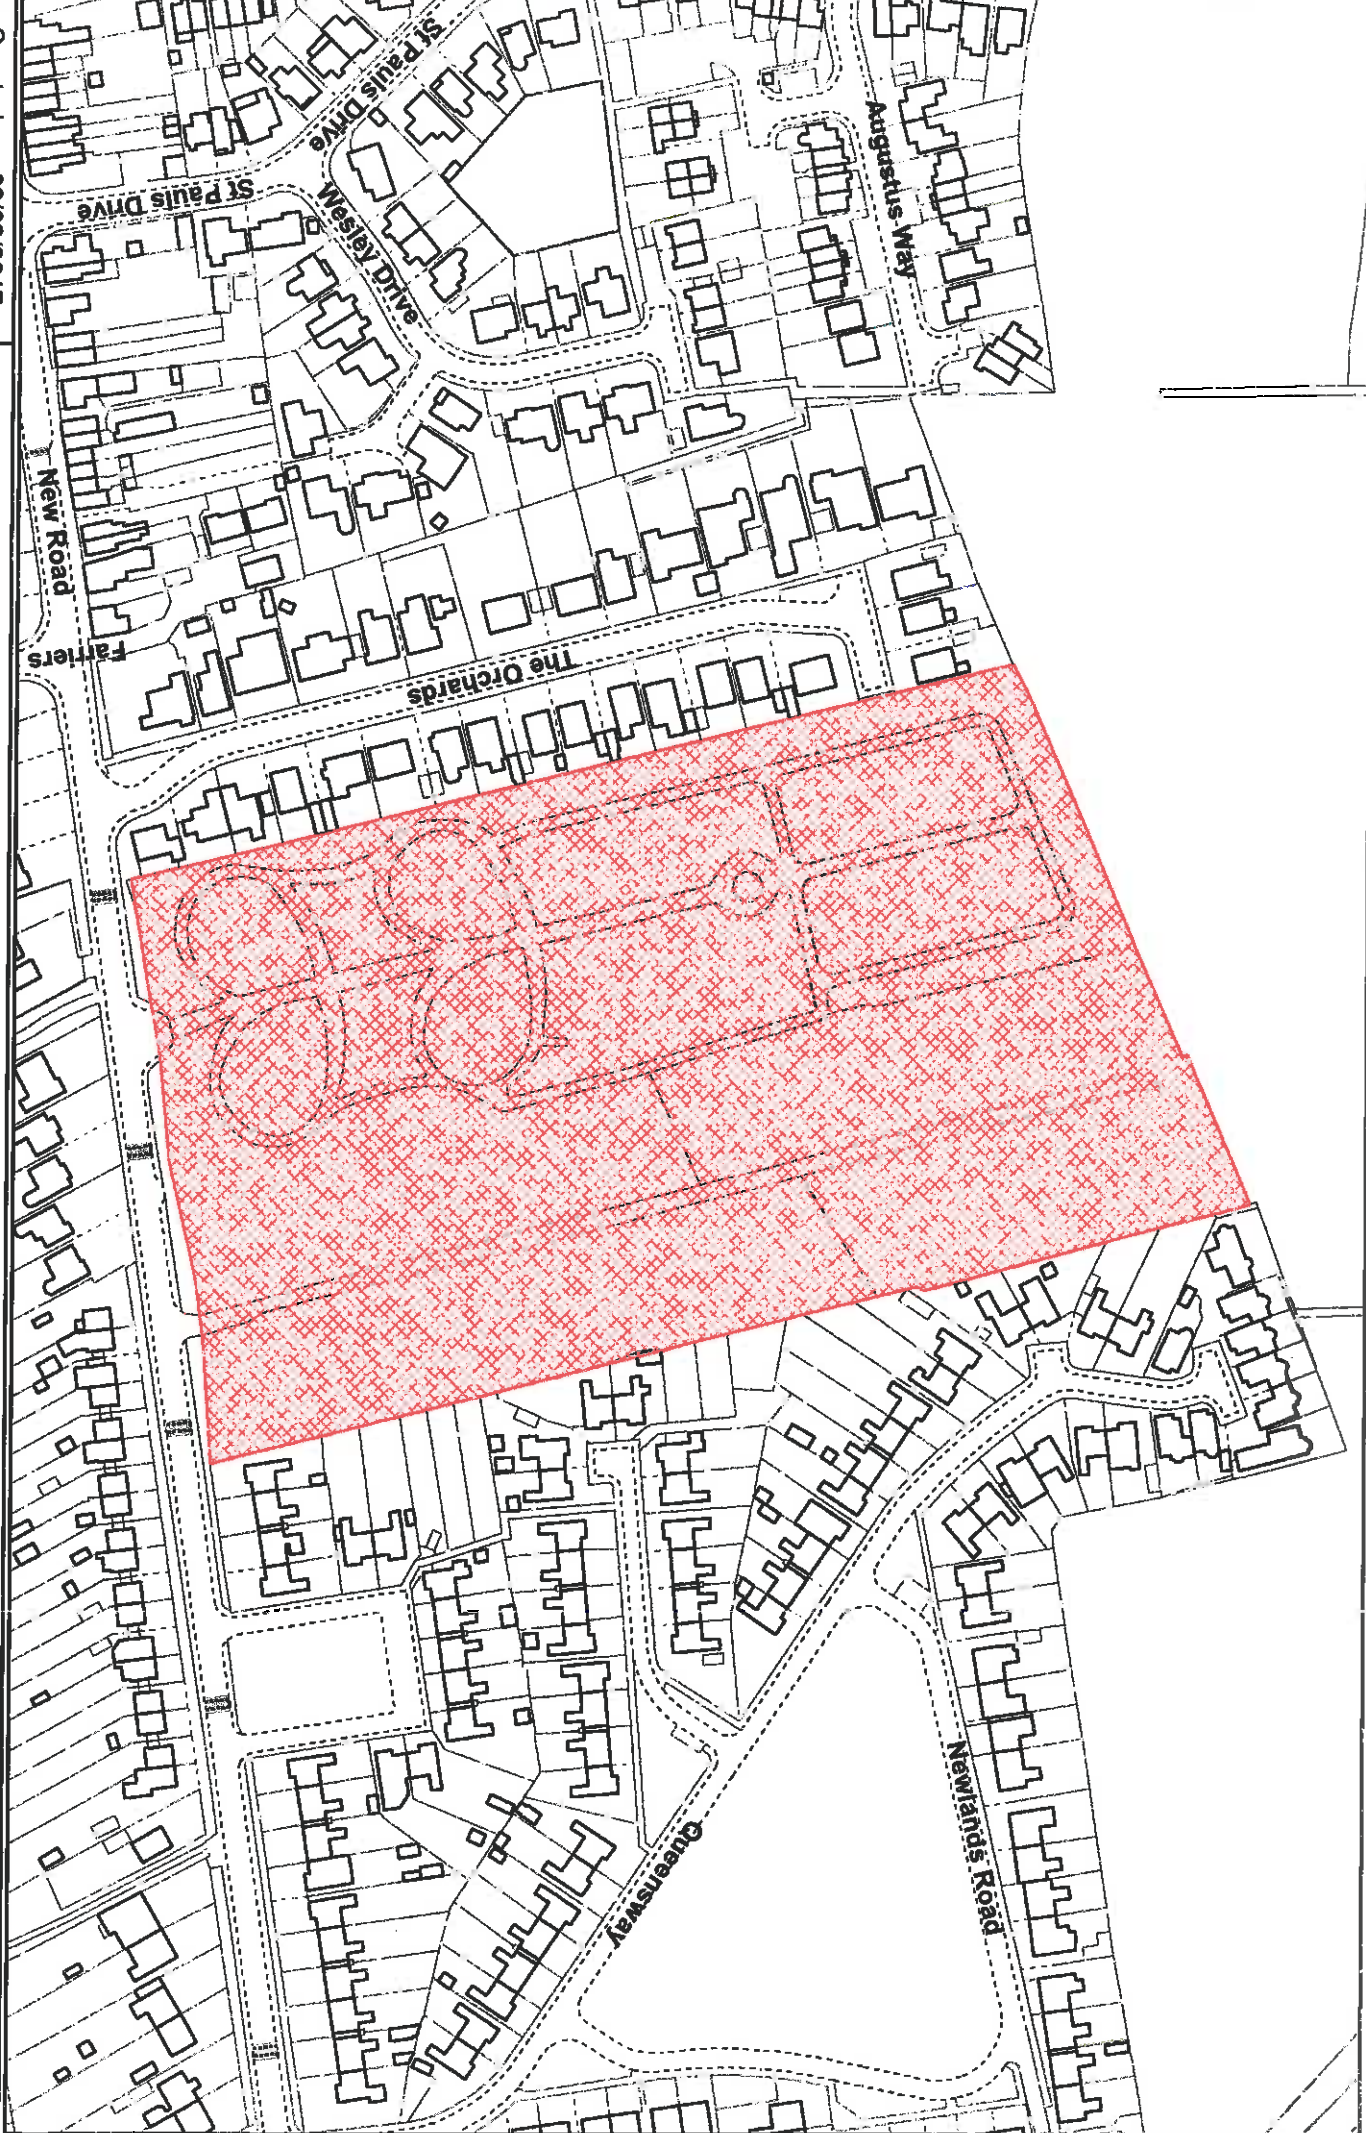 St Pauls Drive
St Pauls Drive
Wesley Drive
Augustus Way
New Road
Farriers
The Orchards
Queensway
Newlands Road